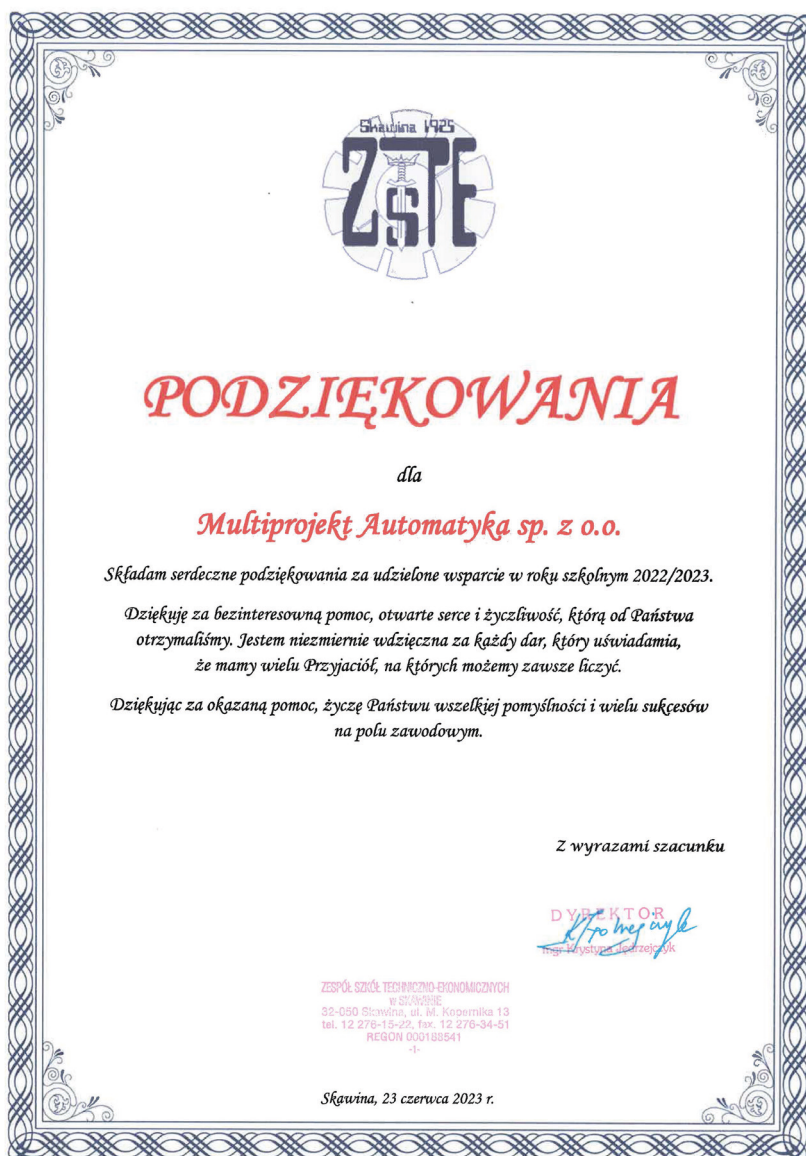 Skawina 1925
ZSTE
PODZIĘKOWANIA
dla
Multiprojekt Automatyka sp. z o.o.
Składam serdeczne podziękowania za udzielone wsparcie w roku szkolnym 2022/2023.
Dziękuję za bezinteresowną pomoc, otwarte serce i życzliwość, którą od Państwa
otrzymaliśmy. Jestem niezmiernie wdzięczna za każdy dar, który uświadamia,
że mamy wielu Przyjaciół, na których możemy zawsze liczyć.
Dziękując za okazaną pomoc, życzę Państwu wszelkiej pomyślności i wielu sukcesów
na polu zawodowym.
Z wyrazami szacunku
DYREKTOR
mgr Krystyna Jędrzejczyk
ZESPÓŁ SZKÓŁ TECHNICZNO-EKONOMICZNYCH
w SKAWINIE
32-050 Skawina, ul. M. Kopernika 13
tel. 12 276-15-22, fax. 12 276-34-51
REGON 000188541
-1-
Skawina, 23 czerwca 2023 r.